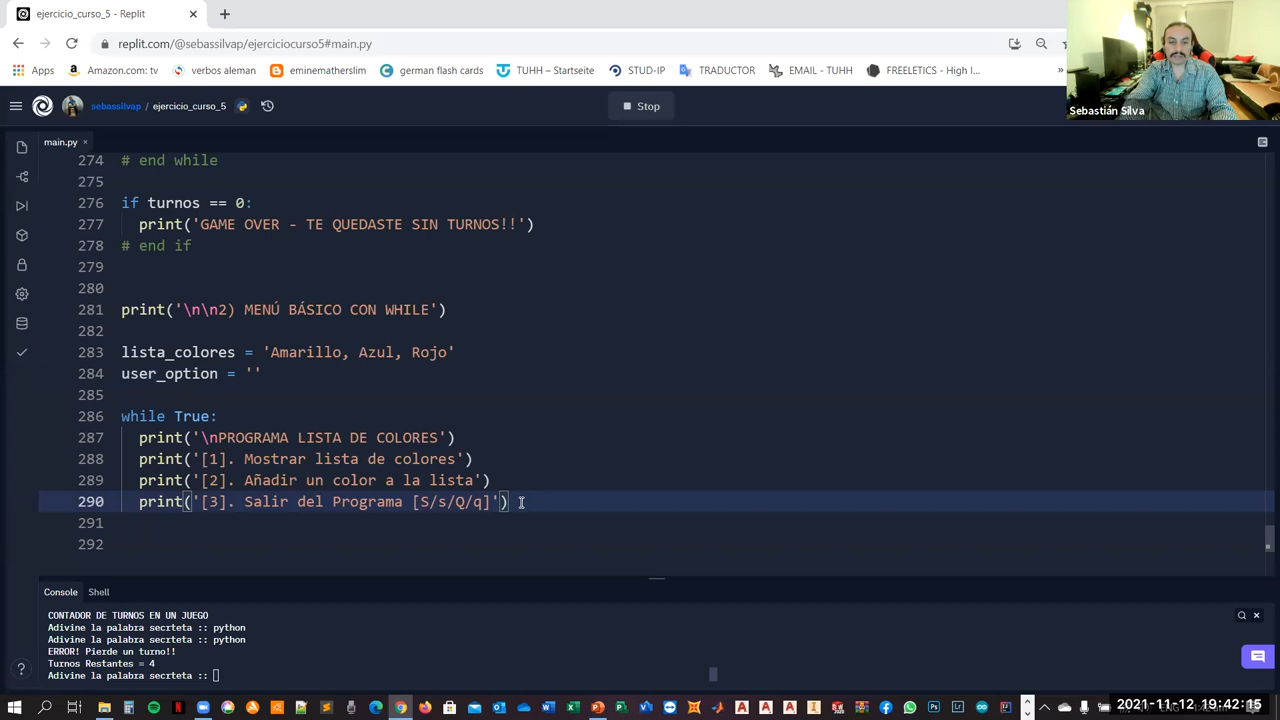 ejercicio_curso_5 - Replit
replit.com/@sebassilvap/ejerciciocurso5#main.py
Apps
Amazon.com: tv
verbos aleman
eminemathslim
german flash cards
TUHH – Startseite
STUD-IP
TRADUCTOR
EMAIL - TUHH
»
Sebastián Silva
sebassilvap / ejercicio_curso_5
Stop
main.py
274 # end while
275
276 if turnos == 0:
277 print('GAME OVER - TE QUEDASTE SIN TURNOS!!')
278 # end if
279
280
281 print('\n\n2) MENÚ BÁSICO CON WHILE')
282
283 lista_colores = 'Amarillo, Azul, Rojo'
284 user_option = ''
285
286 while True:
287 print('\nPROGRAMA LISTA DE COLORES')
288 print('[1]. Mostrar lista de colores')
289 print('[2]. Añadir un color a la lista')
290 print('[3]. Salir del Programa [S/s/Q/q]')
291
292
Console Shell
CONTADOR DE TURNOS EN UN JUEGO
Adivine la palabra secrteta :: python
Adivine la palabra secrteta :: python
ERROR! Pierde un turno!!
Turnos Restantes = 4
Adivine la palabra secrteta ::
2021-11-12 19:42:15